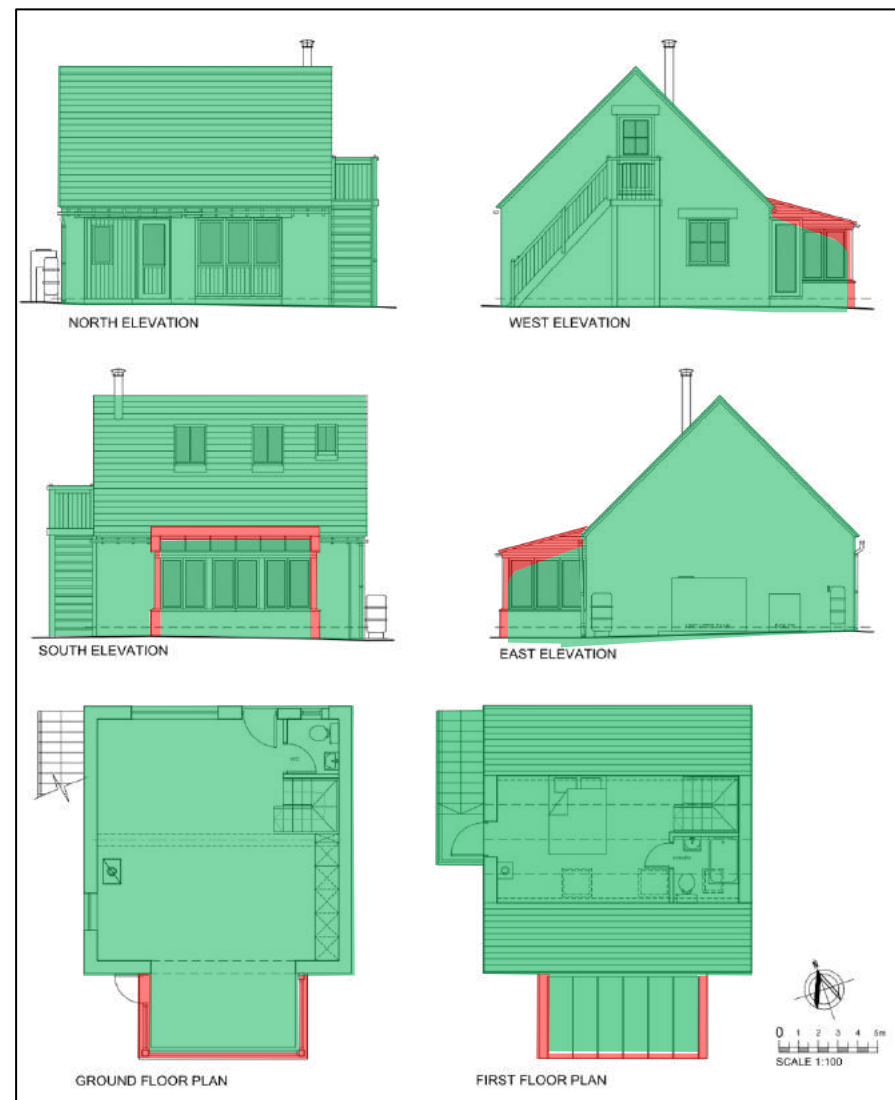 NORTH ELEVATION
WEST ELEVATION
SOUTH ELEVATION
EAST ELEVATION
WC
N
0 1 2 3 4 5m
SCALE 1:100
GROUND FLOOR PLAN
FIRST FLOOR PLAN